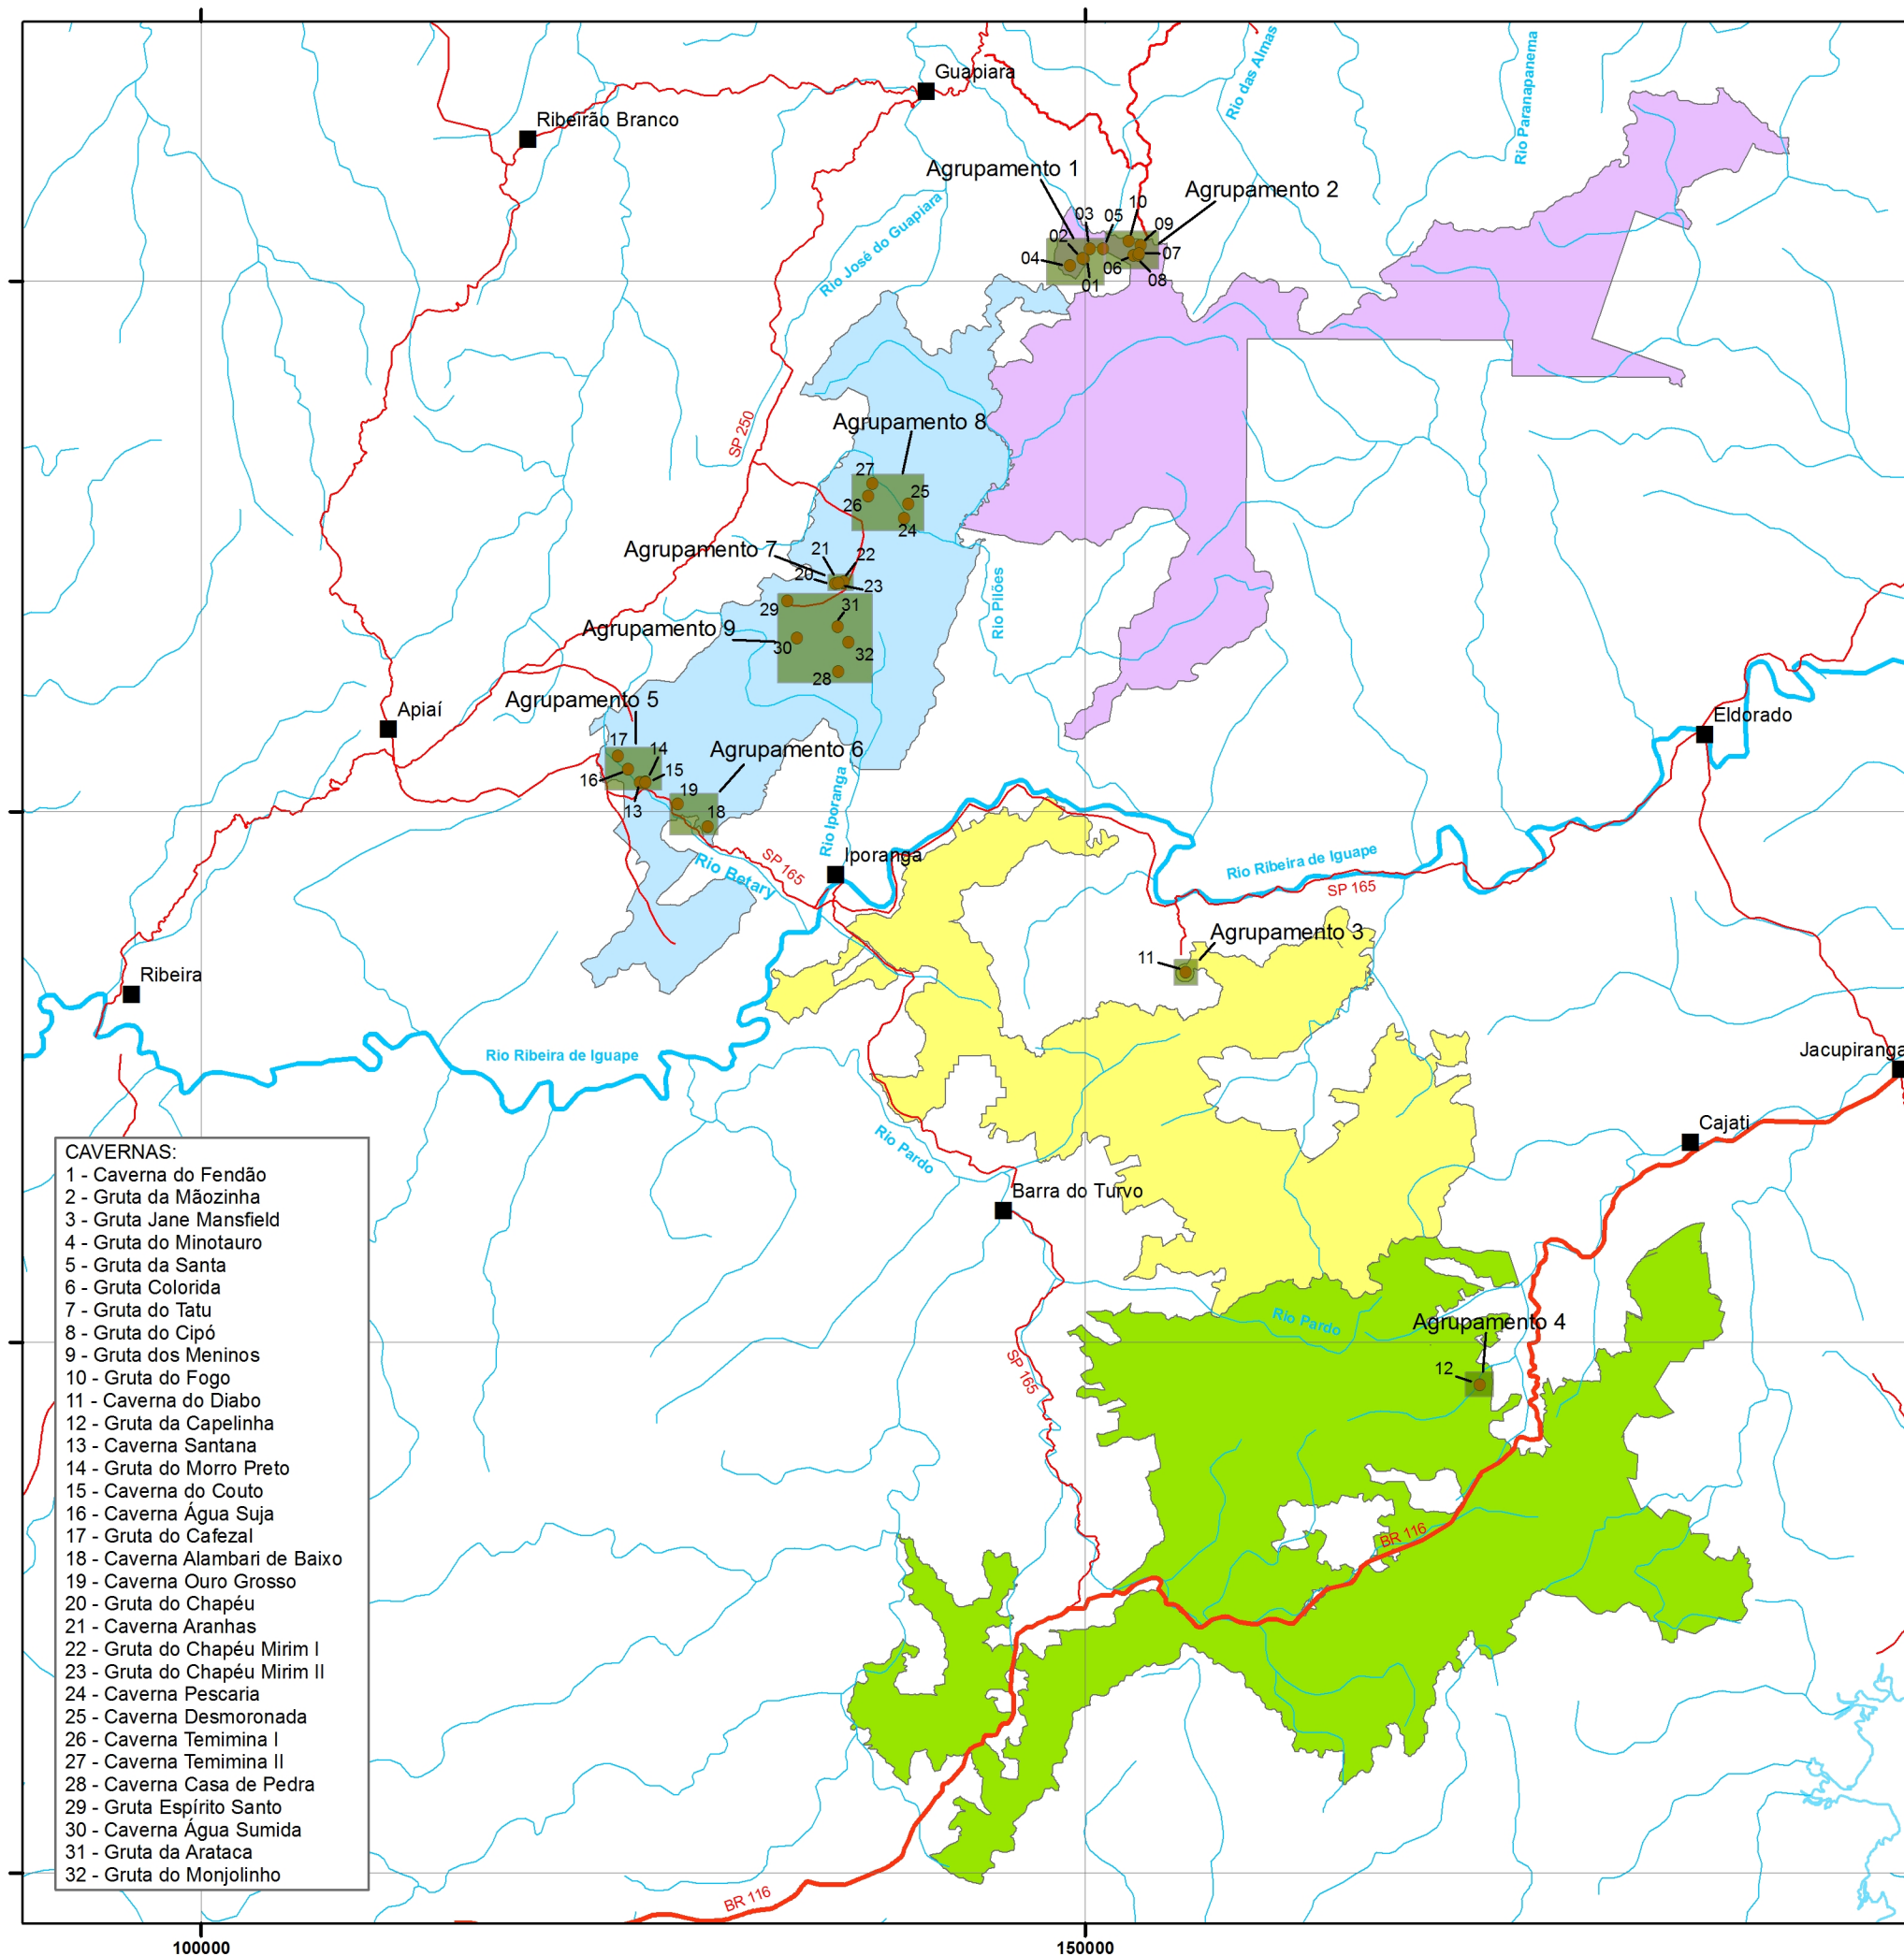 Guapiara
Rio das Almas
Rio Paranapanema
Ribeirão Branco
Agrupamento 1
Agrupamento 2
Rio José do Guapiara
03
05
10
09
02
04
07
06
01
08
SP 250
Agrupamento 8
27
25
26
24
Agrupamento 7
21
22
20
23
Rio Pilões
29
31
Agrupamento 9
30
32
28
Agrupamento 5
Apiaí
Agrupamento 6
Eldorado
17
14
16
15
13
19
18
Rio Iporanga
Iporanga
Rio Betary
SP 165
Rio Ribeira de Iguape
SP 165
Agrupamento 3
11
Ribeira
Rio Ribeira de Iguape
Jacupiranga
Cajati
Rio Pardo
Barra do Turvo
Rio Pardo
Agrupamento 4
12
SP 165
BR 116
BR 116
CAVERNAS:
1 - Caverna do Fendão
2 - Gruta da Mãozinha
3 - Gruta Jane Mansfield
4 - Gruta do Minotauro
5 - Gruta da Santa
6 - Gruta Colorida
7 - Gruta do Tatu
8 - Gruta do Cipó
9 - Gruta dos Meninos
10 - Gruta do Fogo
11 - Caverna do Diabo
12 - Gruta da Capelinha
13 - Caverna Santana
14 - Gruta do Morro Preto
15 - Caverna do Couto
16 - Caverna Água Suja
17 - Gruta do Cafezal
18 - Caverna Alambari de Baixo
19 - Caverna Ouro Grosso
20 - Gruta do Chapéu
21 - Caverna Aranhas
22 - Gruta do Chapéu Mirim I
23 - Gruta do Chapéu Mirim II
24 - Caverna Pescaria
25 - Caverna Desmoronada
26 - Caverna Temimina I
27 - Caverna Temimina II
28 - Caverna Casa de Pedra
29 - Gruta Espírito Santo
30 - Caverna Água Sumida
31 - Gruta da Arataca
32 - Gruta do Monjolinho
100000
150000